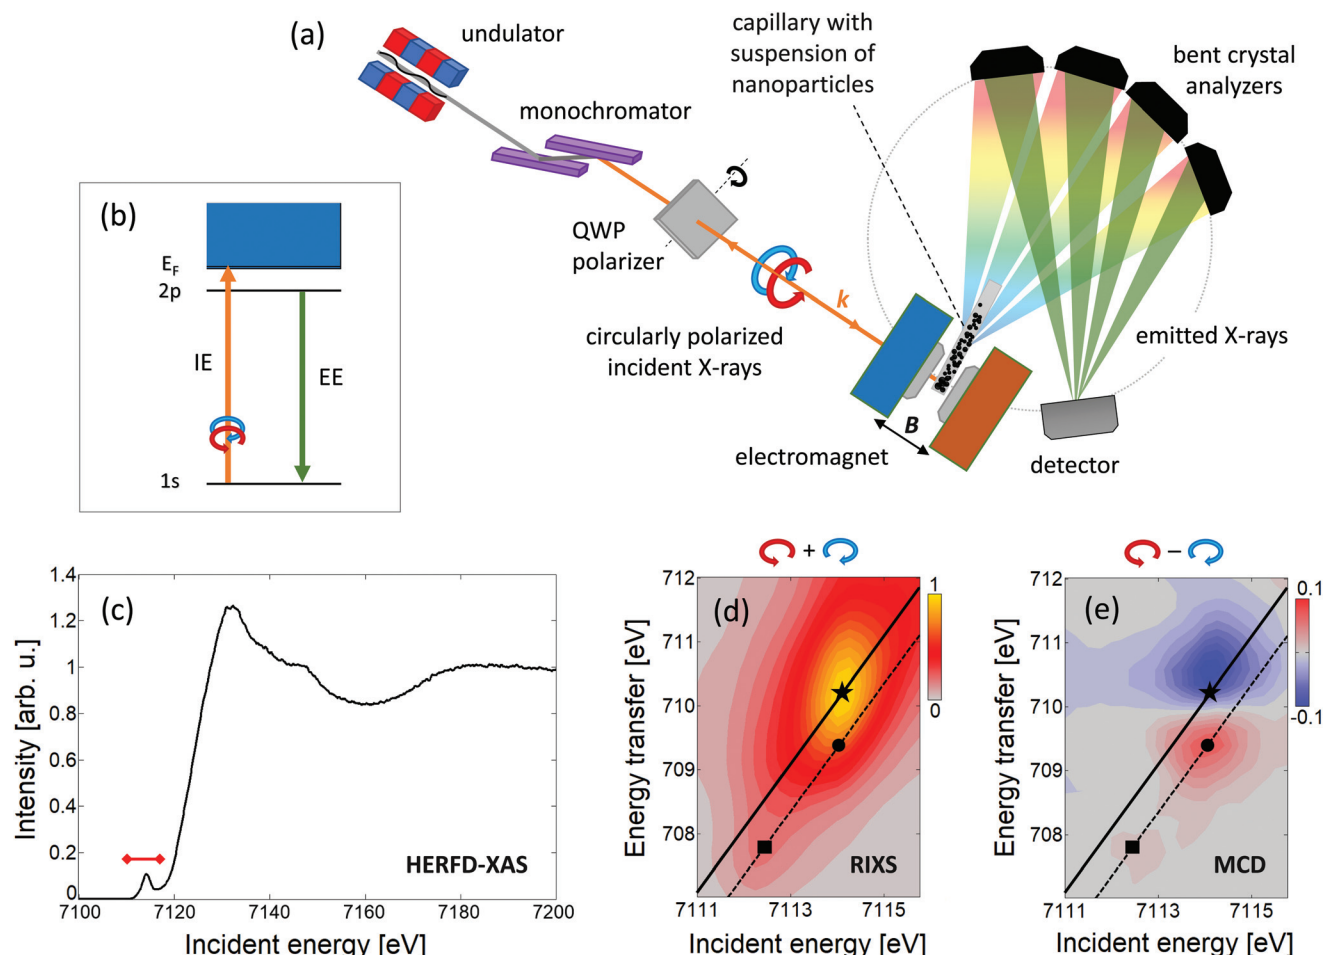 (a)
undulator
monochromator
QWP
polarizer
circularly polarized
incident X-rays
k
capillary with
suspension of
nanoparticles
bent crystal
analyzers
emitted X-rays
B
electromagnet
detector
(b)
E_F
2p
IE
EE
1s
(c)
Intensity [arb. u.]
1.4
1.2
1
0.8
0.6
0.4
0.2
0
7100
7120
7140
7160
7180
7200
Incident energy [eV]
HERFD-XAS
+
(d)
Energy transfer [eV]
712
711
710
709
708
7111
7113
7115
Incident energy [eV]
RIXS
1
0
−
(e)
Energy transfer [eV]
712
711
710
709
708
7111
7113
7115
Incident energy [eV]
MCD
0.1
-0.1